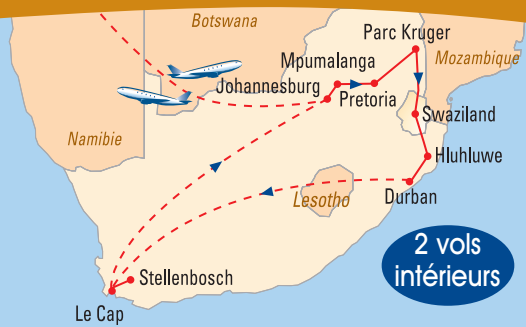 Botswana
Parc Kruger
Mpumalanga
Mozambique
Johannesburg
Pretoria
Swaziland
Namibie
Hluhluwe
Lesotho
Durban
2 vols
intérieurs
Stellenbosch
Le Cap